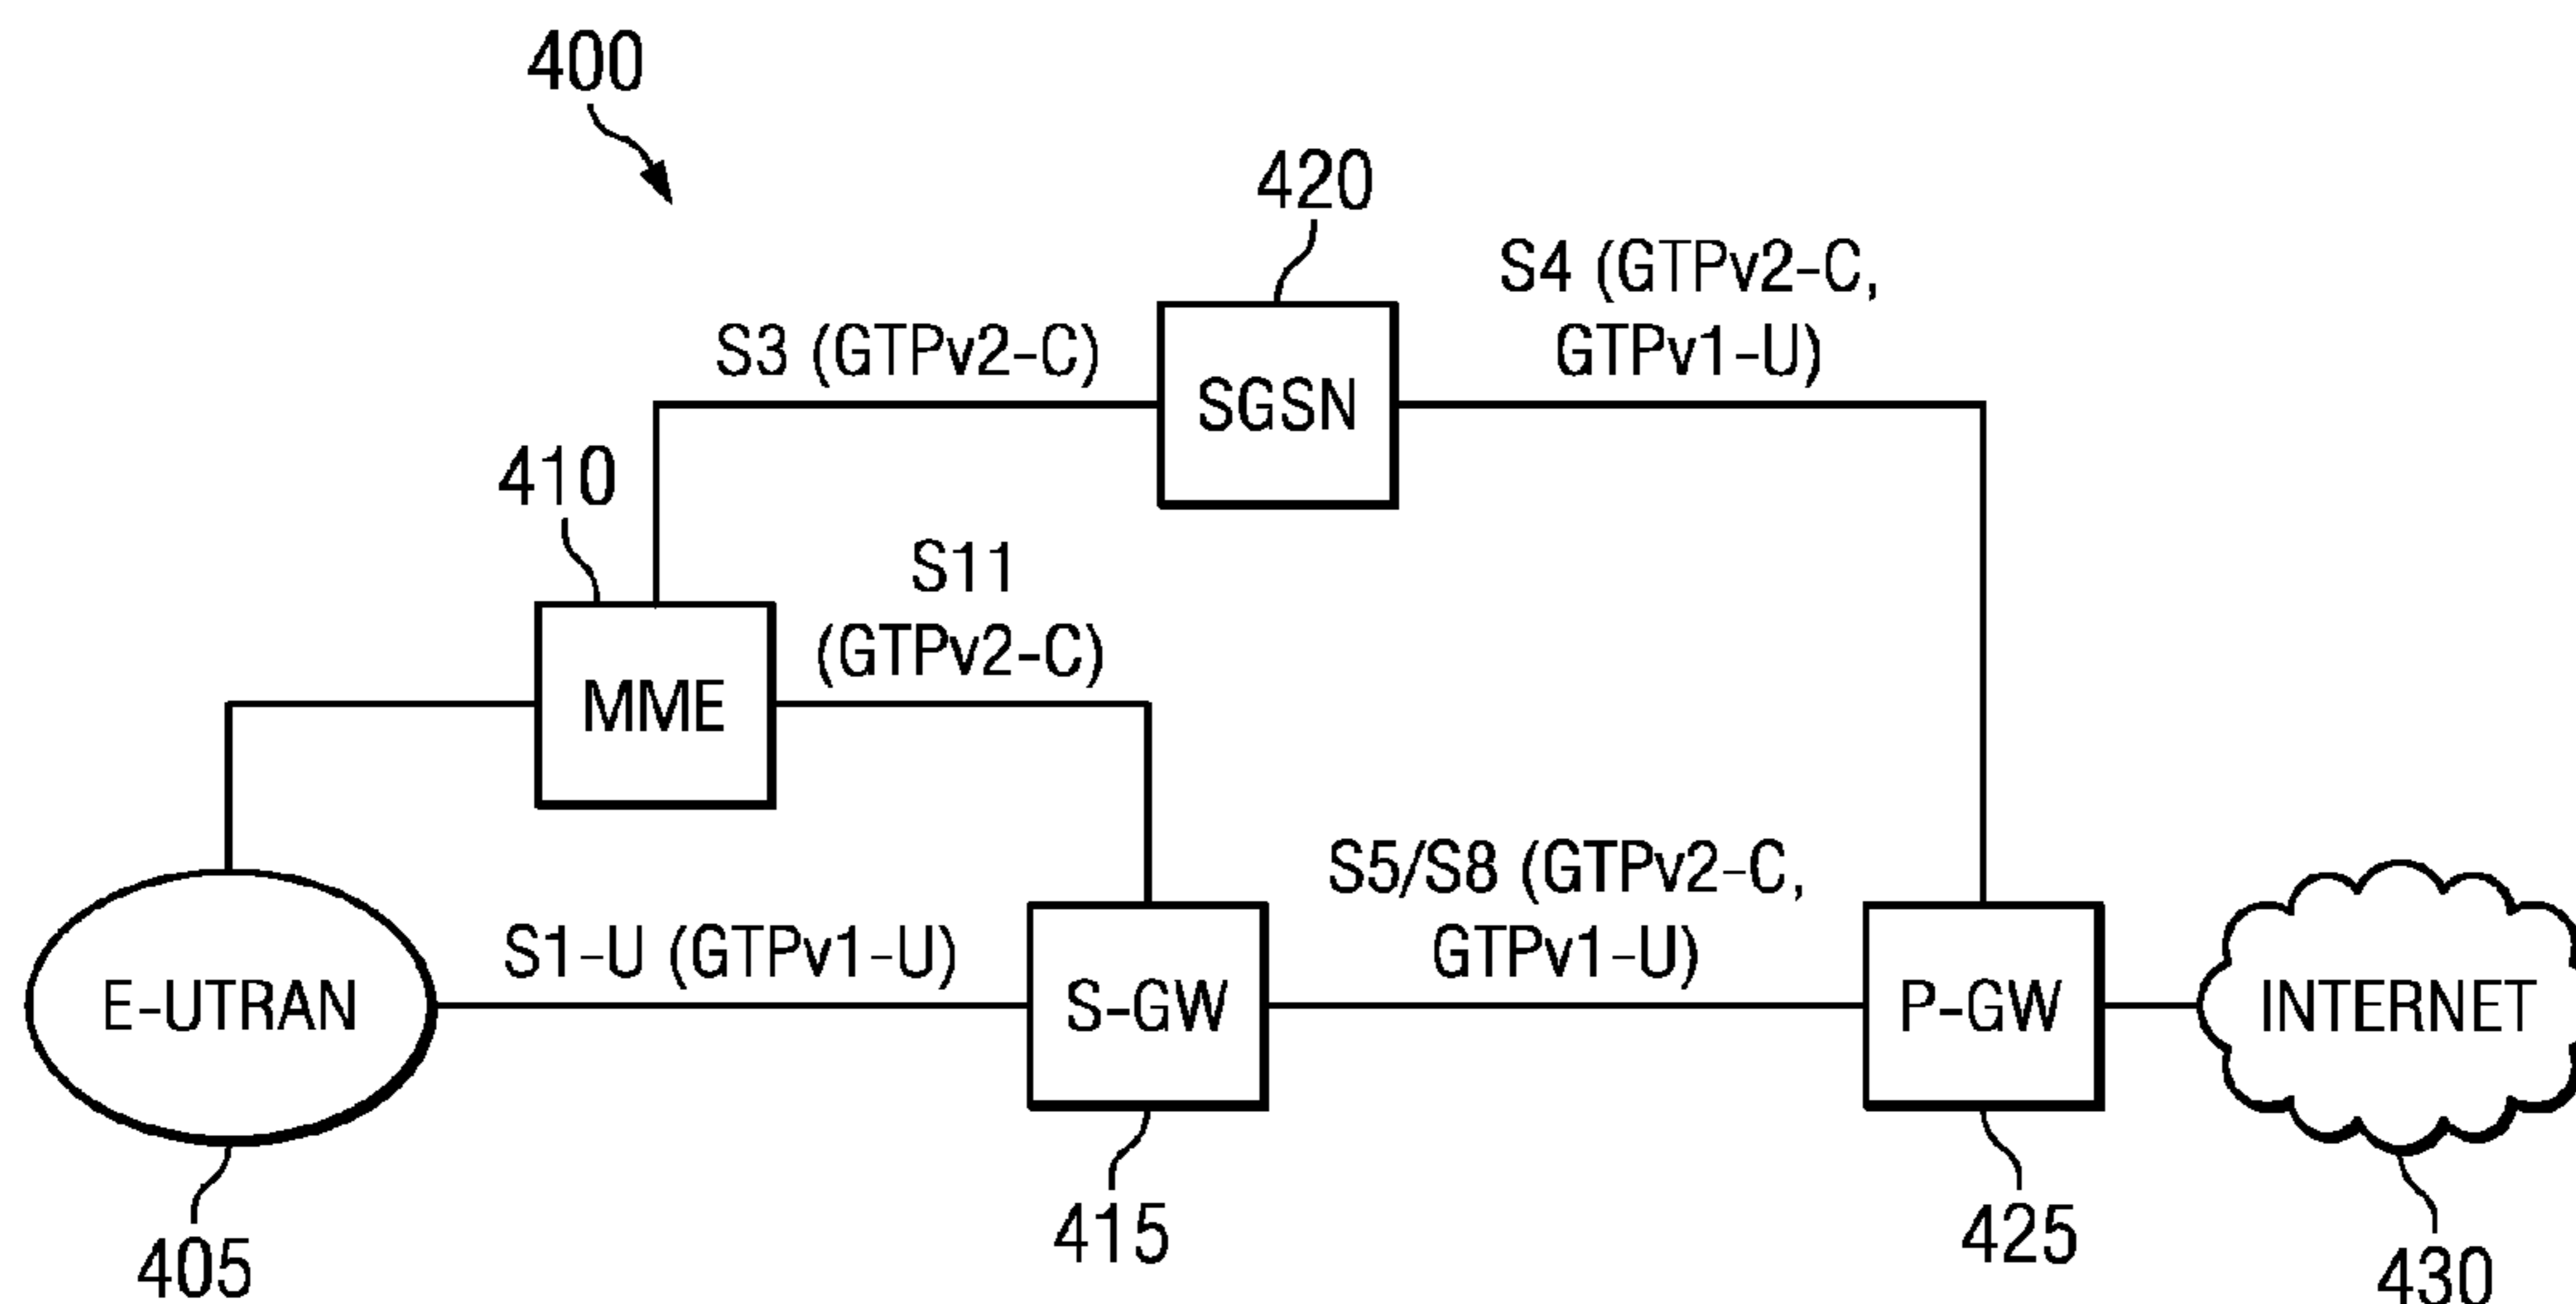 400
420
S4 (GTPv2-C,
GTPv1-U)
S3 (GTPv2-C)
SGSN
410
S11
(GTPv2-C)
MME
S5/S8 (GTPv2-C,
GTPv1-U)
S1-U (GTPv1-U)
E-UTRAN
S-GW
P-GW
INTERNET
405
415
425
430